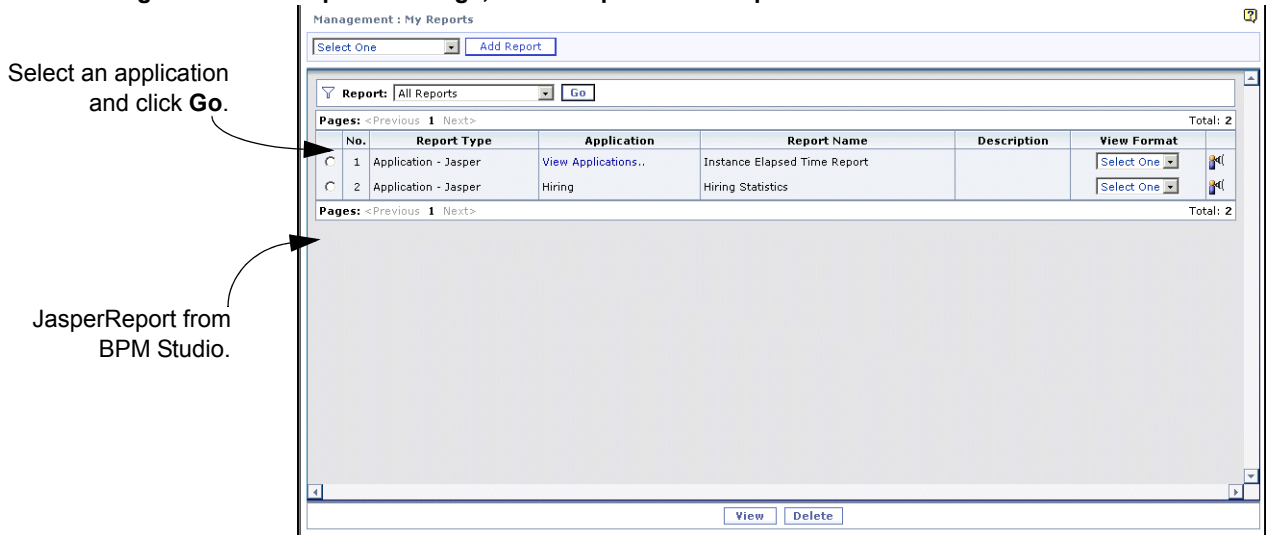 Management : My Reports
Select One Add Report
Select an application
and click Go.
Report: All Reports Go
Pages: <Previous 1 Next> Total: 2
No. Report Type Application Report Name Description View Format
1 Application - Jasper View Applications.. Instance Elapsed Time Report Select One
2 Application - Jasper Hiring Hiring Statistics Select One
Pages: <Previous 1 Next> Total: 2
JasperReport from
BPM Studio.
View Delete